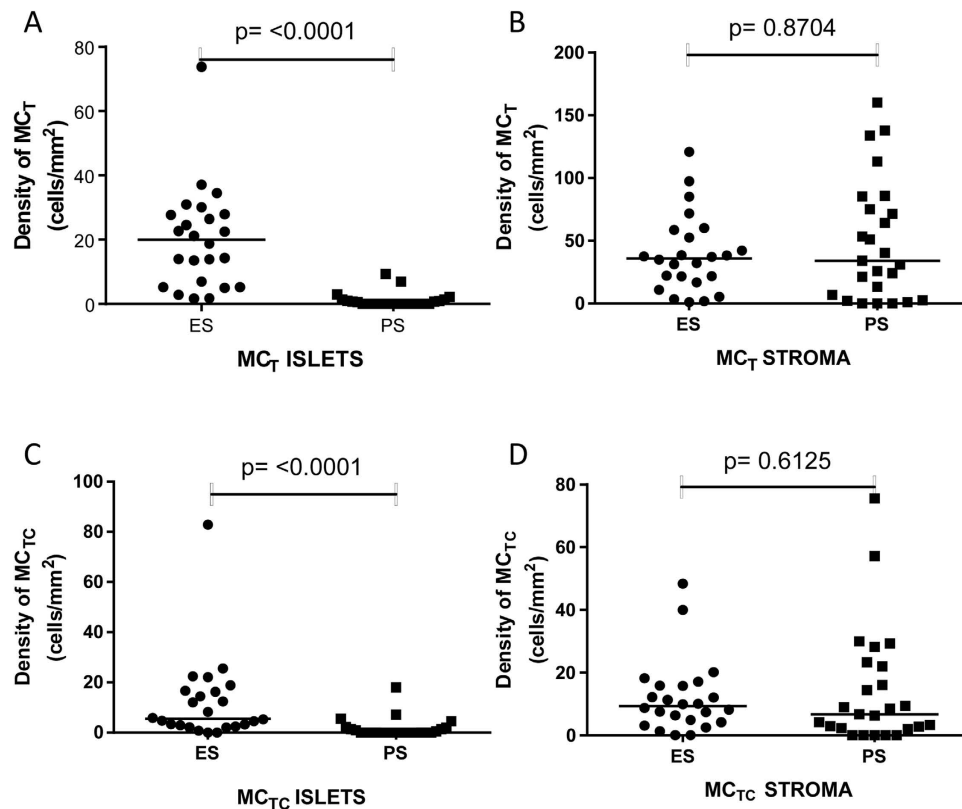 A
p= <0.0001
Density of MCT
(cells/mm2)
80
60
40
20
0
ES
PS
MCT ISLETS
B
p= 0.8704
Density of MCT
(cells/mm2)
200
150
100
50
0
ES
PS
MCT STROMA
C
p= <0.0001
Density of MCTC
(cells/mm2)
100
80
60
40
20
0
ES
PS
MCTC ISLETS
D
p= 0.6125
Density of MCTC
(cells/mm2)
80
60
40
20
0
ES
PS
MCTC STROMA